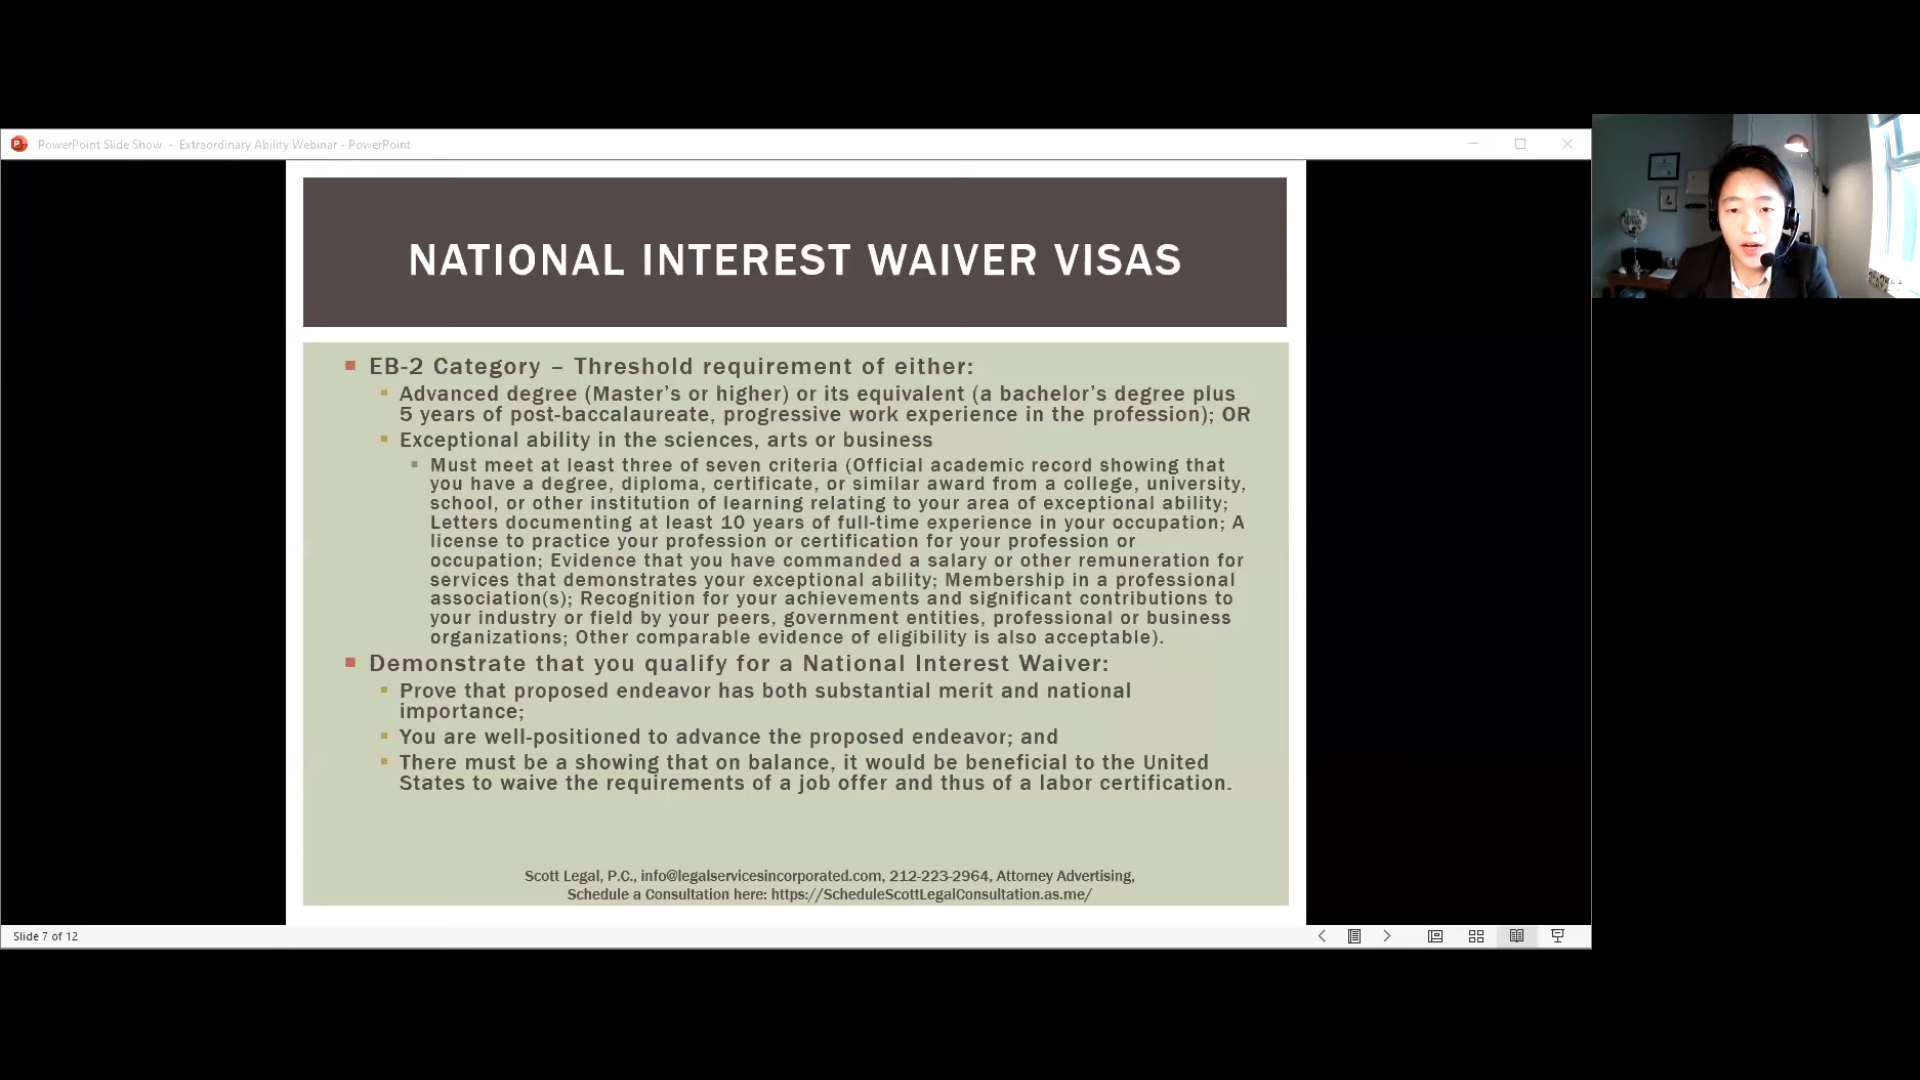 PowerPoint Slide Show - Extraordinary Ability Webinar - PowerPoint
NATIONAL INTEREST WAIVER VISAS
EB-2 Category – Threshold requirement of either:
Advanced degree (Master’s or higher) or its equivalent (a bachelor’s degree plus
5 years of post-baccalaureate, progressive work experience in the profession); OR
Exceptional ability in the sciences, arts or business
Must meet at least three of seven criteria (Official academic record showing that
you have a degree, diploma, certificate, or similar award from a college, university,
school, or other institution of learning relating to your area of exceptional ability;
Letters documenting at least 10 years of full-time experience in your occupation; A
license to practice your profession or certification for your profession or
occupation; Evidence that you have commanded a salary or other remuneration for
services that demonstrates your exceptional ability; Membership in a professional
association(s); Recognition for your achievements and significant contributions to
your industry or field by your peers, government entities, professional or business
organizations; Other comparable evidence of eligibility is also acceptable).
Demonstrate that you qualify for a National Interest Waiver:
Prove that proposed endeavor has both substantial merit and national
importance;
You are well-positioned to advance the proposed endeavor; and
There must be a showing that on balance, it would be beneficial to the United
States to waive the requirements of a job offer and thus of a labor certification.
Scott Legal, P.C., info@legalservicesincorporated.com, 212-223-2964, Attorney Advertising,
Schedule a Consultation here: https://ScheduleScottLegalConsultation.as.me/
Slide 7 of 12